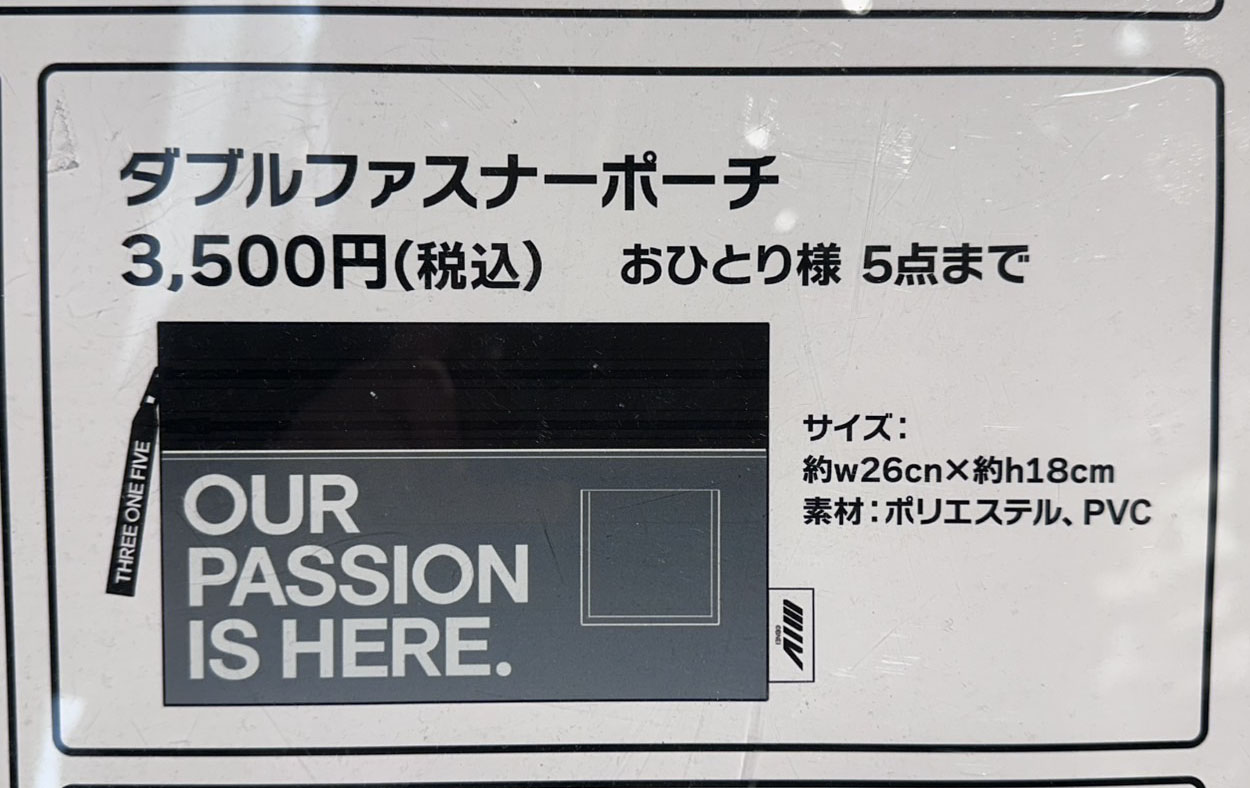 ダブルファスナーポーチ
3,500円(税込) おひとり様 5点まで
THREE ONE FIVE
OUR
PASSION
IS HERE.
サイズ:
約w26cn×約h18cm
素材:ポリエステル、PVC